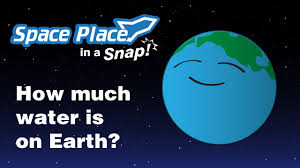 Space Place
in a Snap!
How much
water is
on Earth?